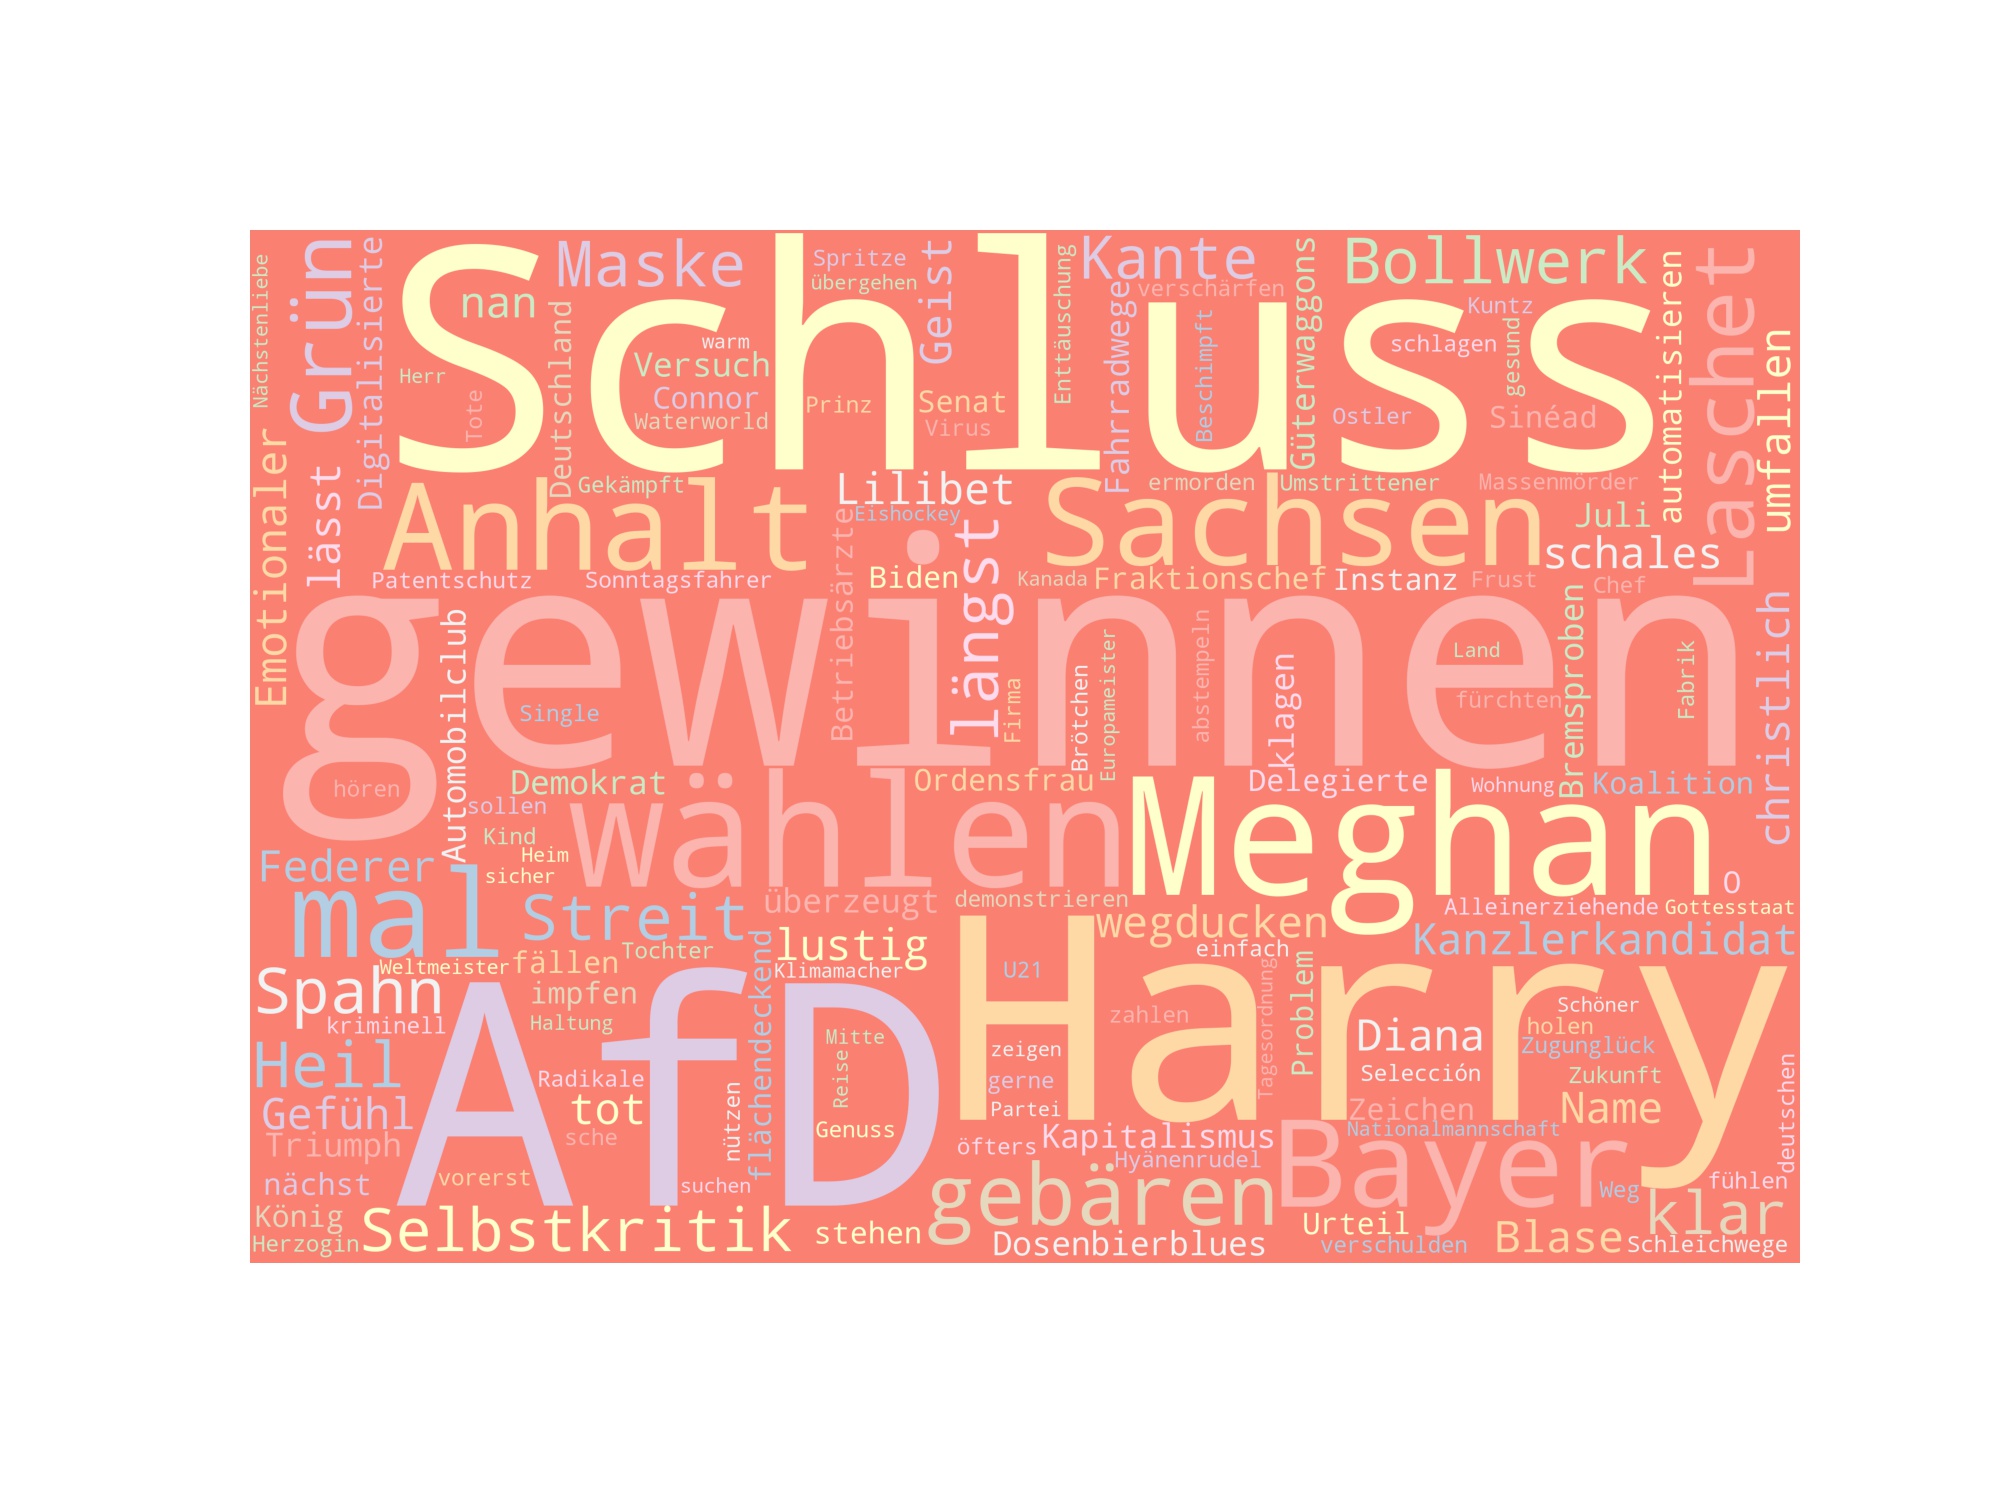 Schluss
gewinnen
Harry
AfD
Meghan
wählen
Sachsen
Anhalt
Bayer
mal
Laschet
Grün
Maske
Kante
Bollwerk
nan
Versuch
Connor
Waterworld
warm
Herr
Tote
Deutschland
Digitalisierte
Nächstenliebe
Emotionaler
lässt
Spritze
übergehen
Geist
Prinz
Senat
Virus
Enttäuschung
Fahrradwege
verschärfen
Beschimpft
Güterwaggons
Kuntz
schlagen
gesund
Ostler
Sinéad
automatisieren
umfallen
Gekämpft
Lilibet
Eishockey
längst
Betriebsärzte
ermorden
Umstrittener
Massenmörder
Juli
schales
Patentschutz
Sonntagsfahrer
Biden
Kanada
Fraktionschef
Instanz
Frust
Chef
christlich
Automobilclub
Single
Firma
Brötchen
Europameister
abstempeln
klagen
Land
fürchten
Fabrik
Bremsproben
hören
Demokrat
sollen
Kind
Heim
sicher
Ordensfrau
Delegierte
Wohnung
Koalition
Federer
Streit
überzeugt
demonstrieren
wegducken
O
Alleinerziehende
Gottesstaat
Kanzlerkandidat
Tochter
lustig
einfach
Weltmeister
fällen
flächendeckend
Klimamacher
U21
Problem
Tagesordnung
Spahn
impfen
kriminell
Haltung
zahlen
Diana
Schöner
holen
Zugunglück
Heil
Mitte
Reise
zeigen
Radikale
gerne
Selección
Zukunft
deutschen
Gefühl
tot
nützen
Partei
Zeichen
Name
Triumph
sche
Genuss
öfters
Kapitalismus
Nationalmannschaft
Hyänenrudel
nächst
vorerst
suchen
gebären
Weg
fühlen
König
Selbstkritik
stehen
Urteil
klar
Herzogin
Dosenbierblues
verschulden
Blase
Schleichwege